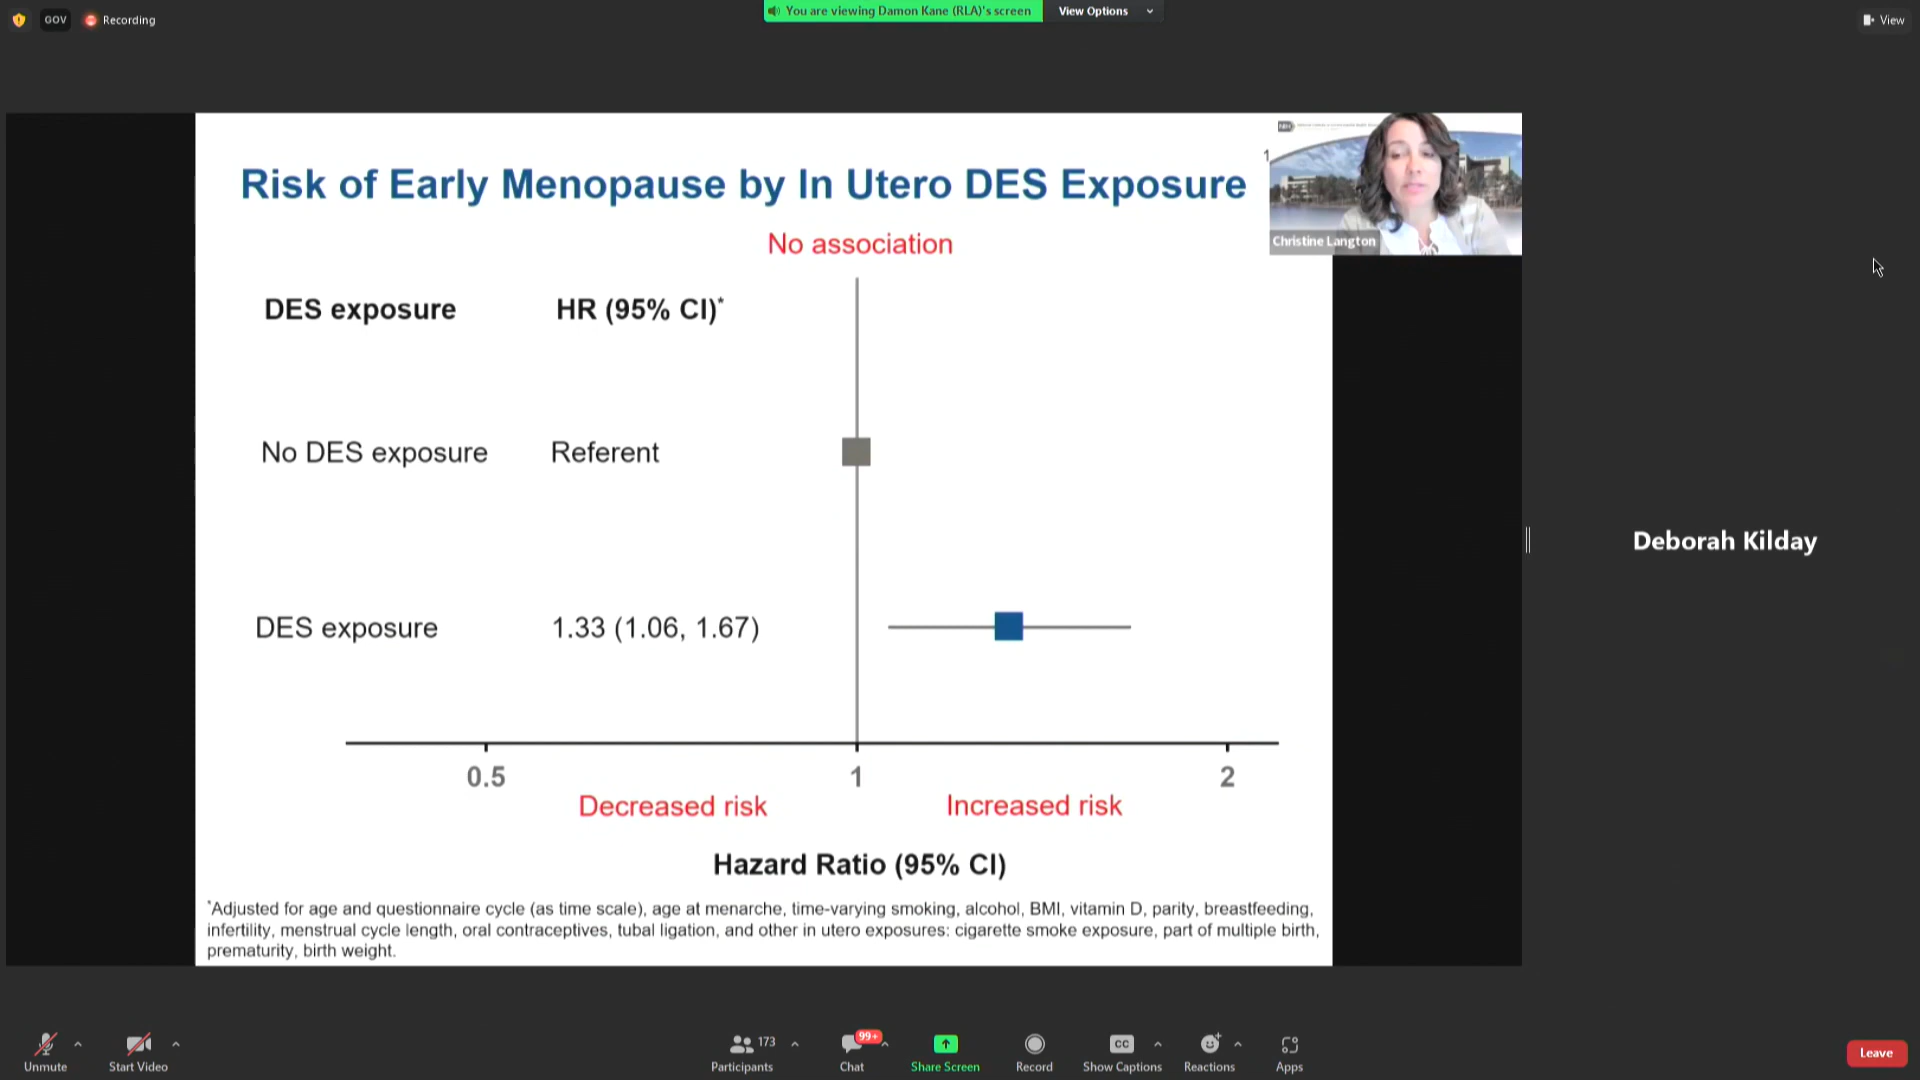 GOV
Recording
You are viewing Damon Kane (RLA)'s screen
View Options
View
Risk of Early Menopause by In Utero DES Exposure
1
Christine Langton
No association
DES exposure
HR (95% CI)*
No DES exposure
Referent
DES exposure
1.33 (1.06, 1.67)
0.5
1
2
Decreased risk
Increased risk
Hazard Ratio (95% CI)
*Adjusted for age and questionnaire cycle (as time scale), age at menarche, time-varying smoking, alcohol, BMI, vitamin D, parity, breastfeeding,
infertility, menstrual cycle length, oral contraceptives, tubal ligation, and other in utero exposures: cigarette smoke exposure, part of multiple birth,
prematurity, birth weight.
Deborah Kilday
Unmute
Start Video
173
Participants
99+
Chat
Share Screen
Record
CC
Show Captions
Reactions
Apps
Leave